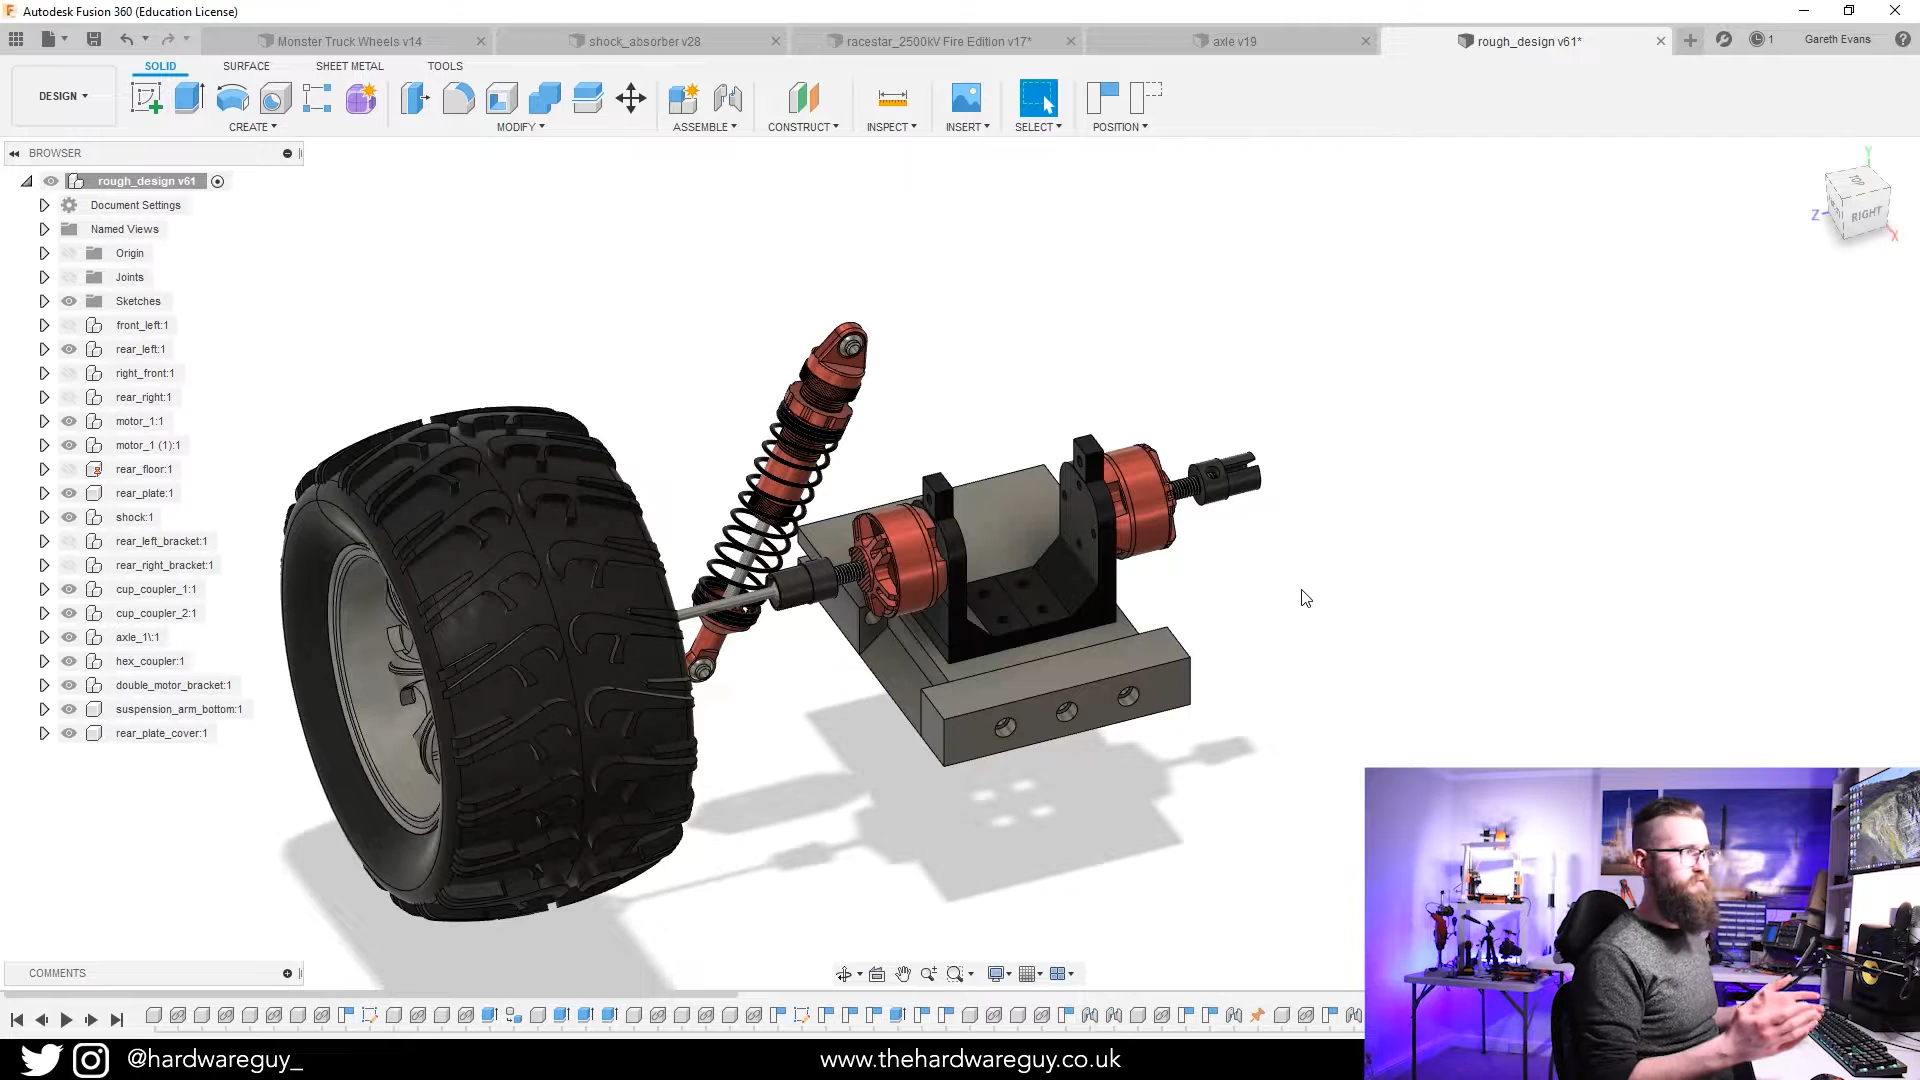 Autodesk Fusion 360 (Education License)
Monster Truck Wheels v14
shock_absorber v28
racestar_2500kV Fire Edition v17*
axle v19
rough_design v61*
1
Gareth Evans
SOLID
SURFACE
SHEET METAL
TOOLS
DESIGN
CREATE
MODIFY
ASSEMBLE
CONSTRUCT
INSPECT
INSERT
SELECT
POSITION
BROWSER
rough_design v61
Document Settings
Named Views
Origin
Joints
Sketches
front_left:1
rear_left:1
right_front:1
rear_right:1
motor_1:1
motor_1 (1):1
rear_floor:1
rear_plate:1
shock:1
rear_left_bracket:1
rear_right_bracket:1
cup_coupler_1:1
cup_coupler_2:1
axle_1\:1
hex_coupler:1
double_motor_bracket:1
suspension_arm_bottom:1
rear_plate_cover:1
Y
TOP
Z
RIGHT
X
COMMENTS
@hardwareguy_
www.thehardwareguy.co.uk